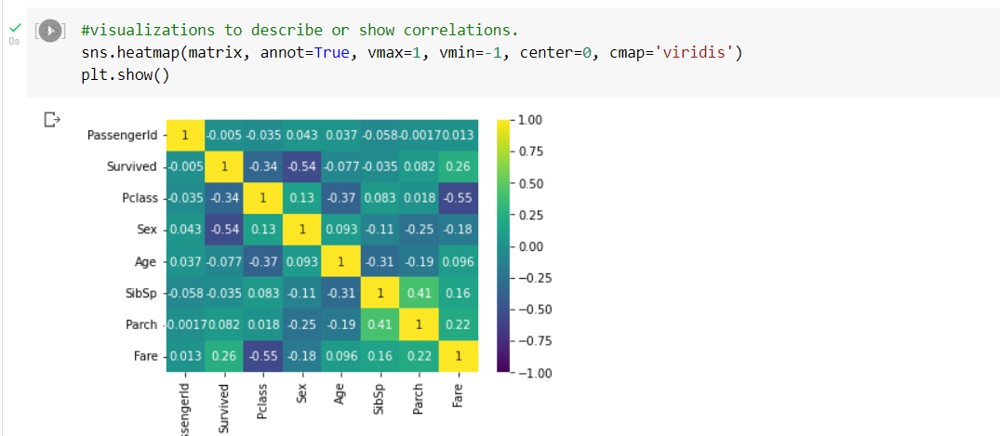 #visualizations to describe or show correlations.
sns.heatmap(matrix, annot=True, vmax=1, vmin=-1, center=0, cmap='viridis')
plt.show()
0s
PassengerId 1 -0.005 -0.035 0.043 0.037 -0.058 -0.0017 0.013
Survived -0.005 1 -0.34 -0.54 -0.077 -0.035 0.082 0.26
Pclass -0.035 -0.34 1 0.13 -0.37 0.083 0.018 -0.55
Sex 0.043 -0.54 0.13 1 0.093 -0.11 -0.25 -0.18
Age 0.037 -0.077 -0.37 0.093 1 -0.31 -0.19 0.096
SibSp -0.058 -0.035 0.083 -0.11 -0.31 1 0.41 0.16
Parch -0.0017 0.082 0.018 -0.25 -0.19 0.41 1 0.22
Fare 0.013 0.26 -0.55 -0.18 0.096 0.16 0.22 1
ssengerId Survived Pclass Sex Age SibSp Parch Fare
1.00
0.75
0.50
0.25
0.00
−0.25
−0.50
−0.75
−1.00